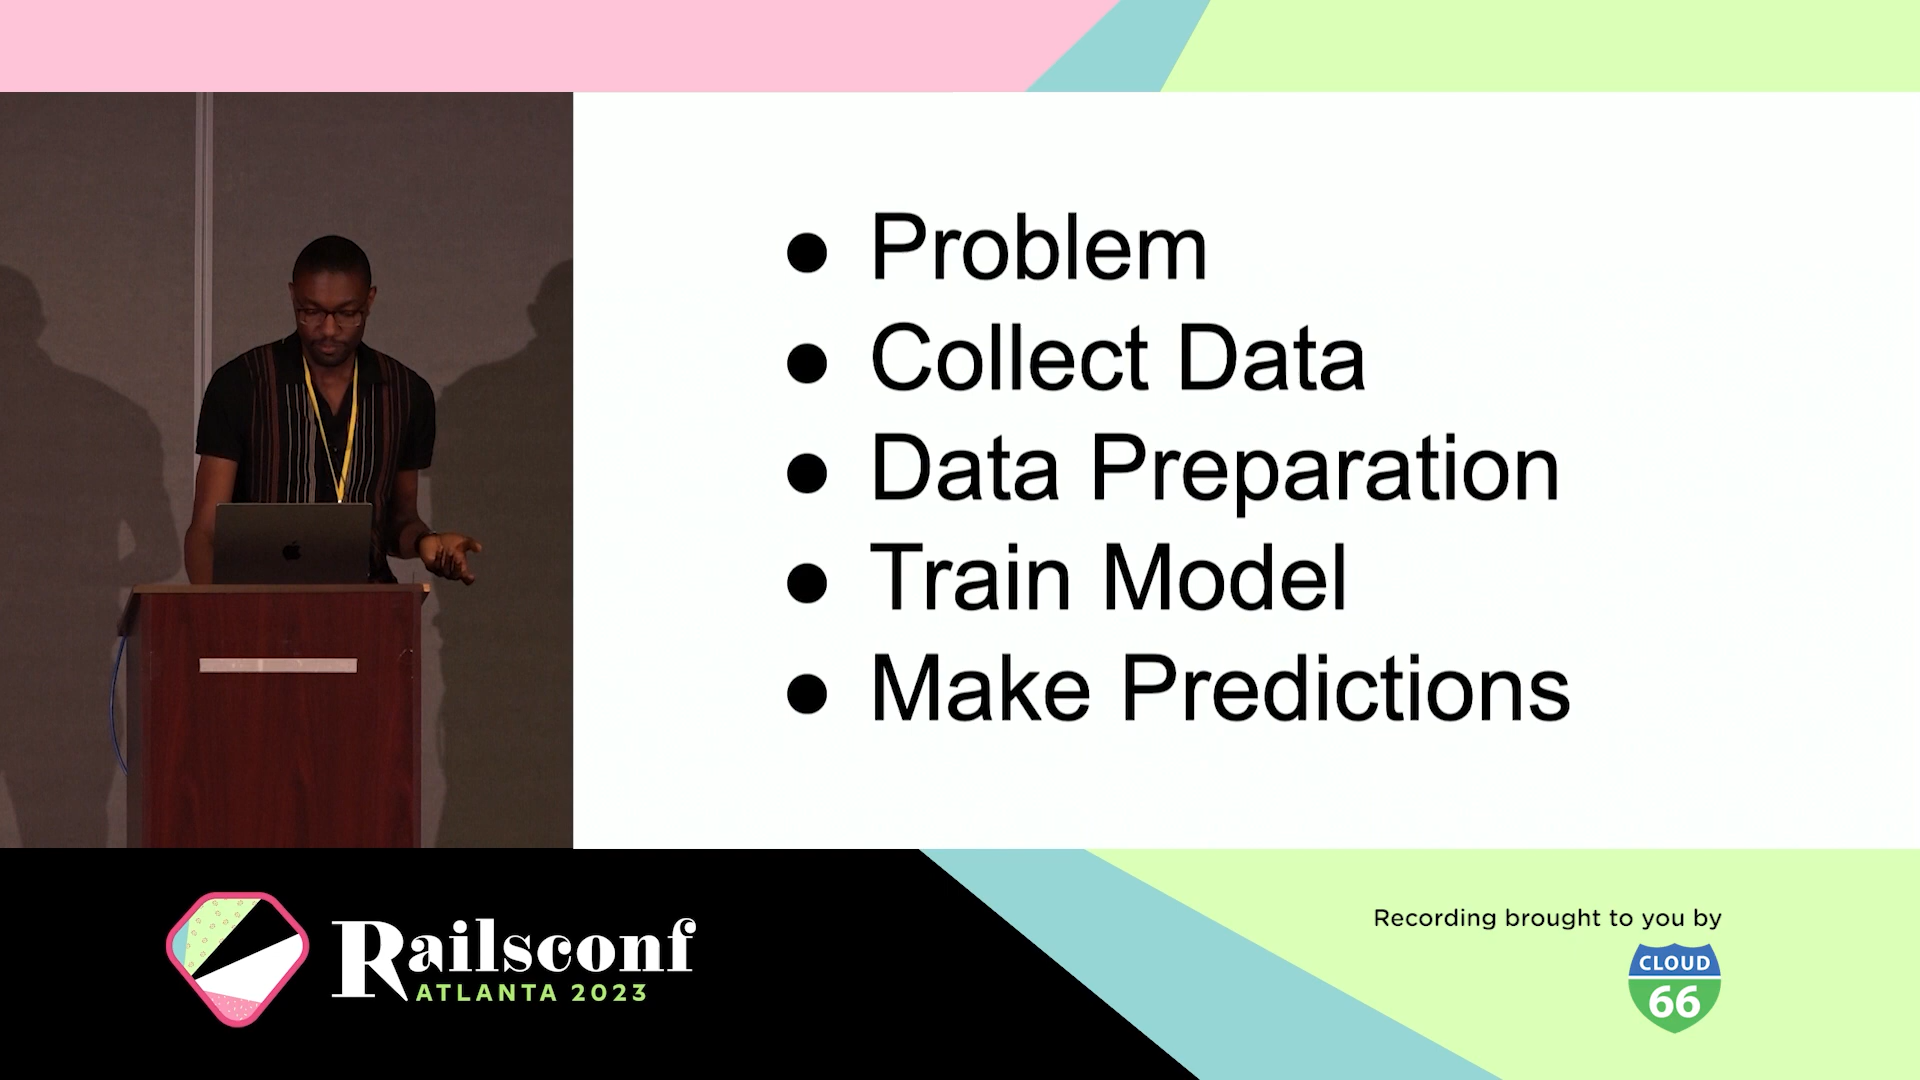 ● Problem
● Collect Data
● Data Preparation
● Train Model
● Make Predictions
Railsconf
ATLANTA 2023
Recording brought to you by
CLOUD
66